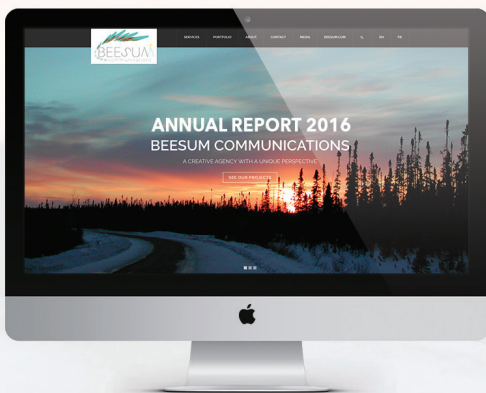 BEESUM
SERVICES PORTFOLIO ABOUT CONTACT MEDIA BEESUM.COM EN FR
ANNUAL REPORT 2016
BEESUM COMMUNICATIONS
A CREATIVE AGENCY WITH A UNIQUE PERSPECTIVE
SEE OUR PROJECTS